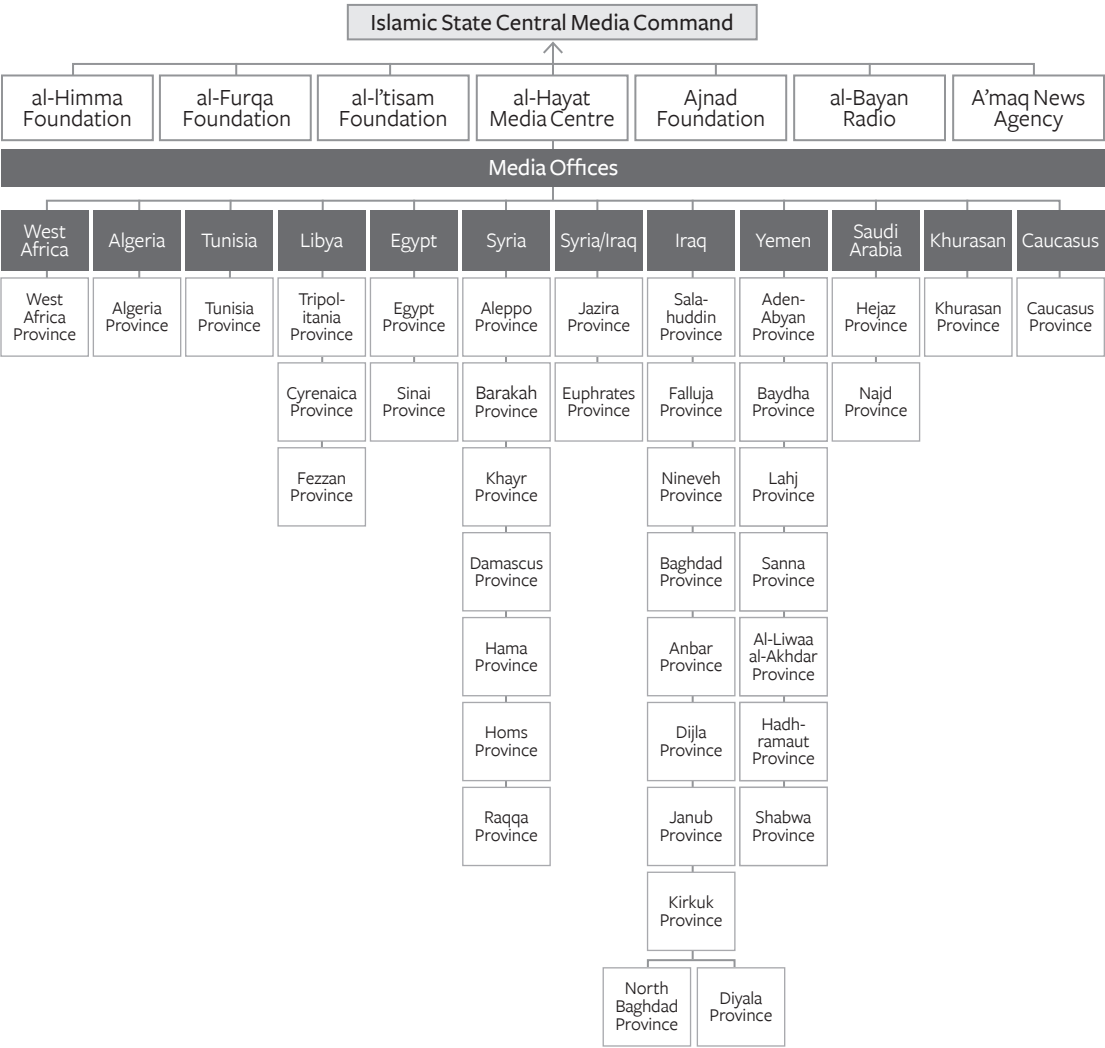 Islamic State Central Media Command
al-Himma
Foundation
al-Furqa
Foundation
al-I'tisam
Foundation
al-Hayat
Media Centre
Ajnad
Foundation
al-Bayan
Radio
A'maq News
Agency
Media Offices
West
Africa
Algeria
Tunisia
Libya
Egypt
Syria
Syria/Iraq
Iraq
Yemen
Saudi
Arabia
Khurasan
Caucasus
West
Africa
Province
Algeria
Province
Tunisia
Province
Tripol-
itania
Province
Egypt
Province
Aleppo
Province
Jazira
Province
Sala-
huddin
Province
Aden-
Abyan
Province
Hejaz
Province
Khurasan
Province
Caucasus
Province
Cyrenaica
Province
Sinai
Province
Barakah
Province
Euphrates
Province
Falluja
Province
Baydha
Province
Najd
Province
Fezzan
Province
Khayr
Province
Nineveh
Province
Lahj
Province
Damascus
Province
Baghdad
Province
Sanna
Province
Hama
Province
Anbar
Province
Al-Liwaa
al-Akhdar
Province
Homs
Province
Dijla
Province
Hadh-
ramaut
Province
Raqqa
Province
Janub
Province
Shabwa
Province
Kirkuk
Province
North
Baghdad
Province
Diyala
Province